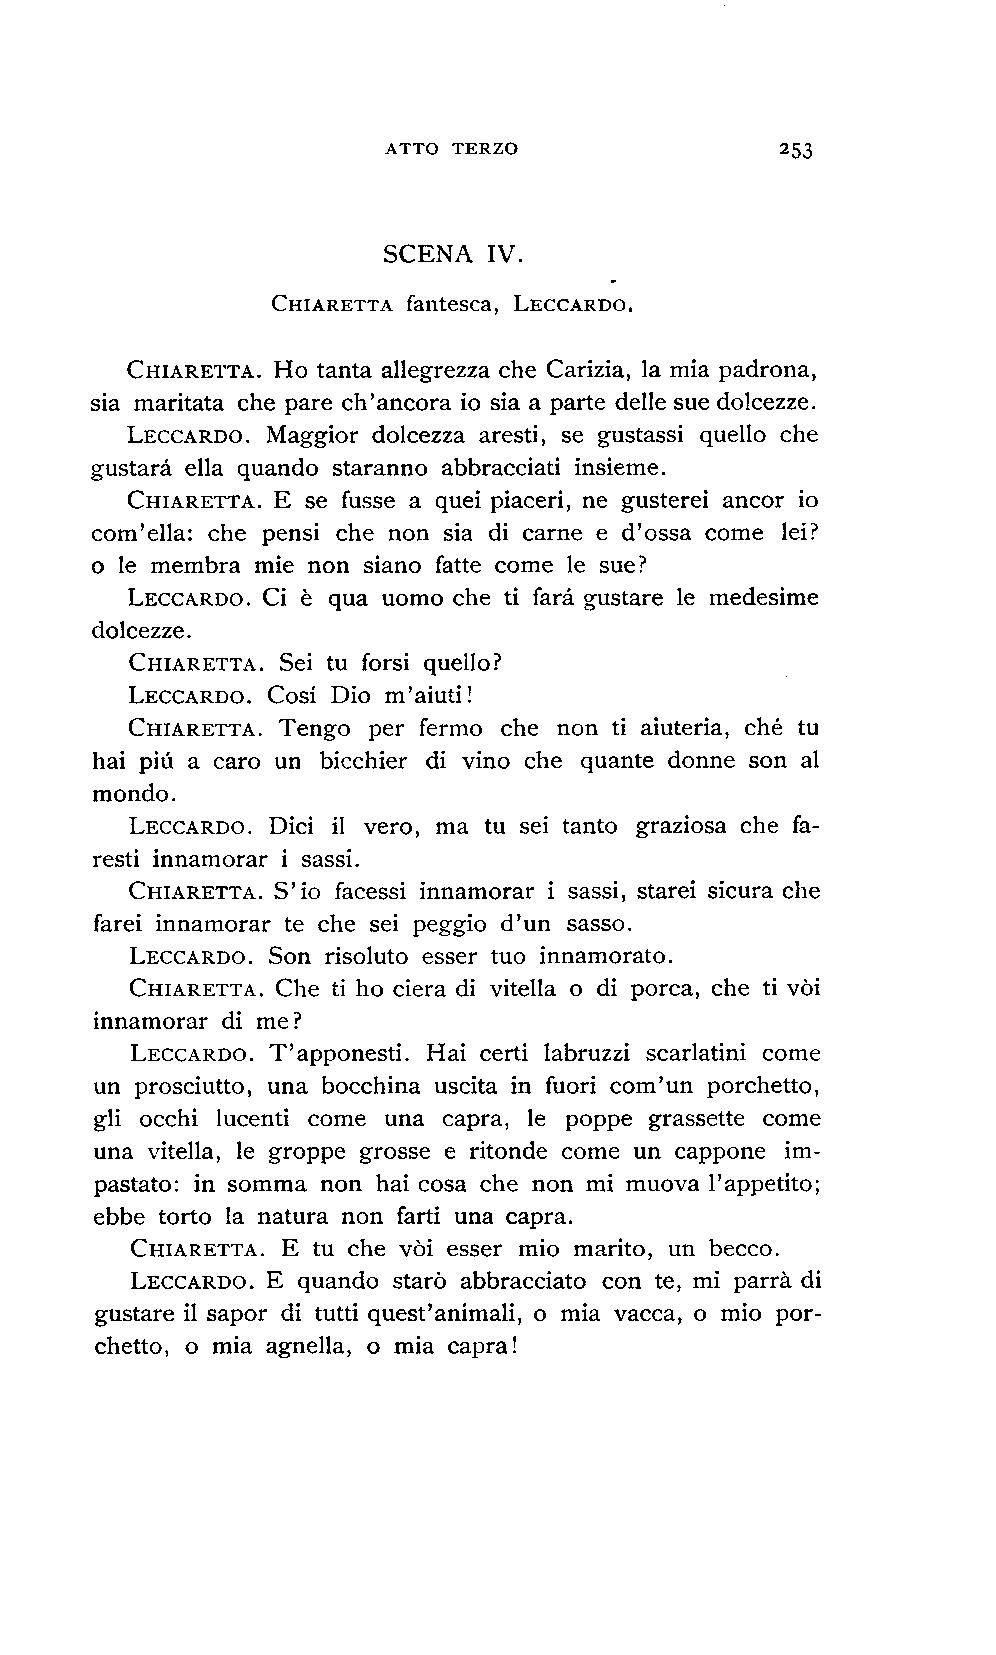 ATTO TERZO 253
SCENA IV.
CHIARETTA fantesca, LECCARDO.
CHIARETTA. Ho tanta allegrezza che Carizia, la mia padrona,
sia maritata che pare ch'ancora io sia a parte delle sue dolcezze.
LECCARDO. Maggior dolcezza aresti, se gustassi quello che
gustará ella quando staranno abbracciati insieme.
CHIARETTA. E se fusse a quei piaceri, ne gusterei ancor io
com'ella: che pensi che non sia di carne e d'ossa come lei?
o le membra mie non siano fatte come le sue?
LECCARDO. Ci è qua uomo che ti fará gustare le medesime
dolcezze.
CHIARETTA. Sei tu forsi quello?
LECCARDO. Cosí Dio m'aiuti!
CHIARETTA. Tengo per fermo che non ti aiuteria, ché tu
hai piú a caro un bicchier di vino che quante donne son al
mondo.
LECCARDO. Dici il vero, ma tu sei tanto graziosa che fa-
resti innamorar i sassi.
CHIARETTA. S'io facessi innamorar i sassi, starei sicura che
farei innamorar te che sei peggio d'un sasso.
LECCARDO. Son risoluto esser tuo innamorato.
CHIARETTA. Che ti ho ciera di vitella o di porca, che ti vòi
innamorar di me?
LECCARDO. T'apponesti. Hai certi labruzzi scarlatini come
un prosciutto, una bocchina uscita in fuori com'un porchetto,
gli occhi lucenti come una capra, le poppe grassette come
una vitella, le groppe grosse e ritonde come un cappone im-
pastato: in somma non hai cosa che non mi muova l'appetito;
ebbe torto la natura non farti una capra.
CHIARETTA. E tu che vòi esser mio marito, un becco.
LECCARDO. E quando starò abbracciato con te, mi parrà di
gustare il sapor di tutti quest'animali, o mia vacca, o mio por-
chetto, o mia agnella, o mia capra!